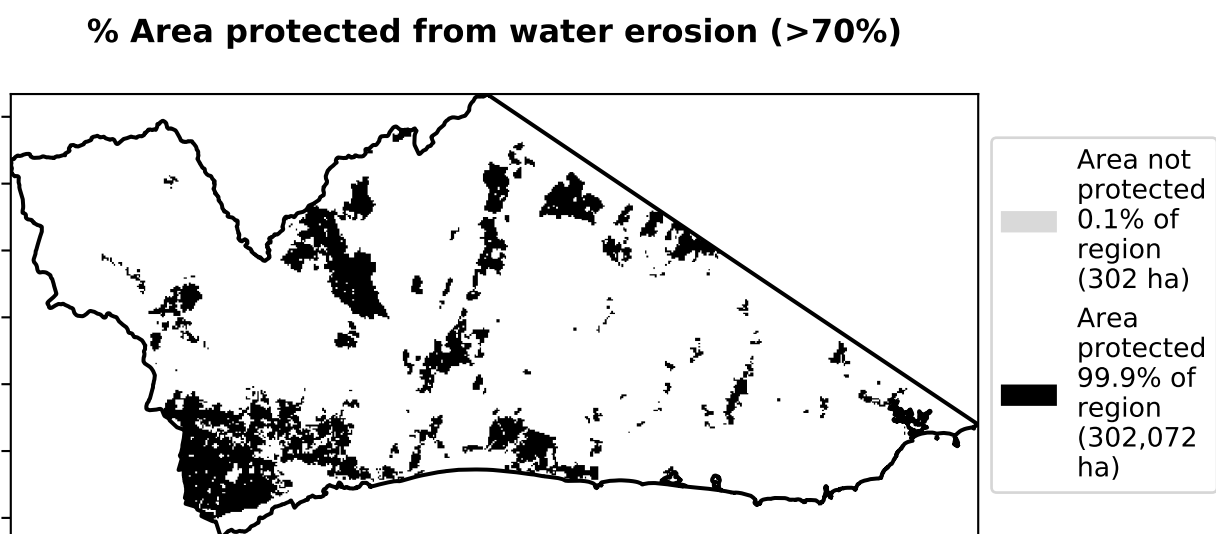 % Area protected from water erosion (>70%)
Area not
protected
0.1% of
region
(302 ha)
Area
protected
99.9% of
region
(302,072
ha)